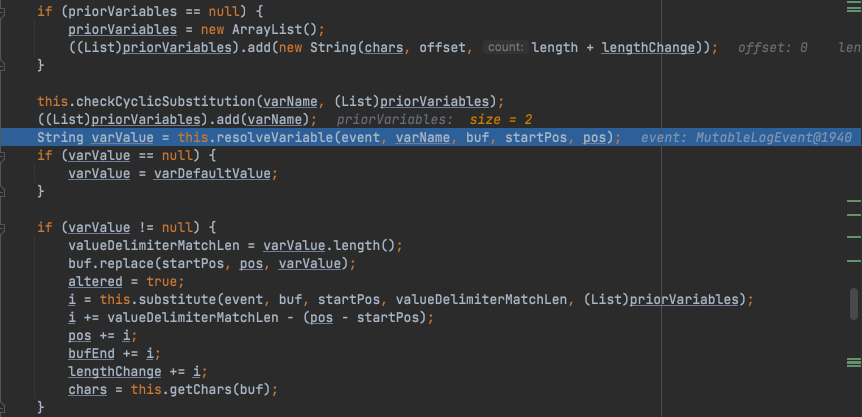 if (priorVariables == null) {
priorVariables = new ArrayList();
((List)priorVariables).add(new String(chars, offset, count: length + lengthChange)); offset: 0 len
}
this.checkCyclicSubstitution(varName, (List)priorVariables);
((List)priorVariables).add(varName); priorVariables: size = 2
String varValue = this.resolveVariable(event, varName, buf, startPos, pos); event: MutableLogEvent@1940
if (varValue == null) {
varValue = varDefaultValue;
}
if (varValue != null) {
valueDelimiterMatchLen = varValue.length();
buf.replace(startPos, pos, varValue);
altered = true;
i = this.substitute(event, buf, startPos, valueDelimiterMatchLen, (List)priorVariables);
i += valueDelimiterMatchLen - (pos - startPos);
pos += i;
bufEnd += i;
lengthChange += i;
chars = this.getChars(buf);
}